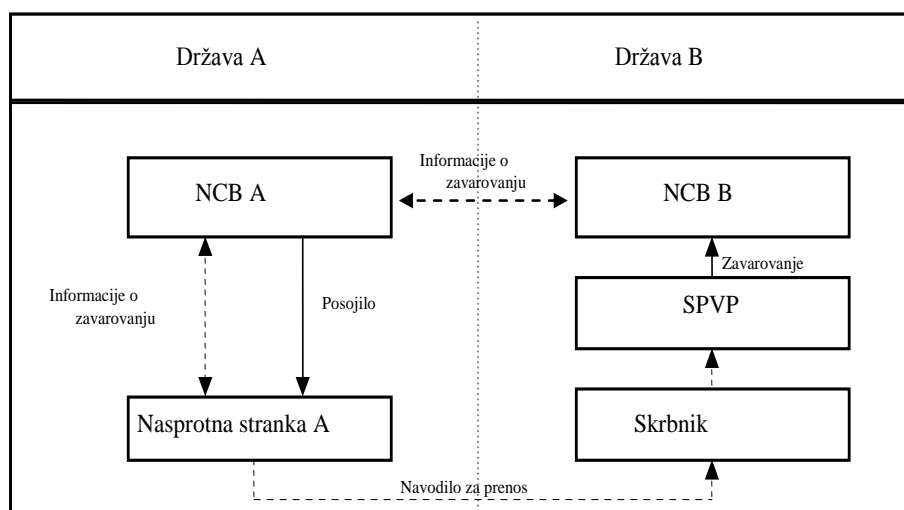 Država A
Država B
Informacije o
zavarovanju
NCB A
NCB B
Zavarovanje
Informacije o
zavarovanju
Posojilo
SPVP
Nasprotna stranka A
Skrbnik
Navodilo za prenos